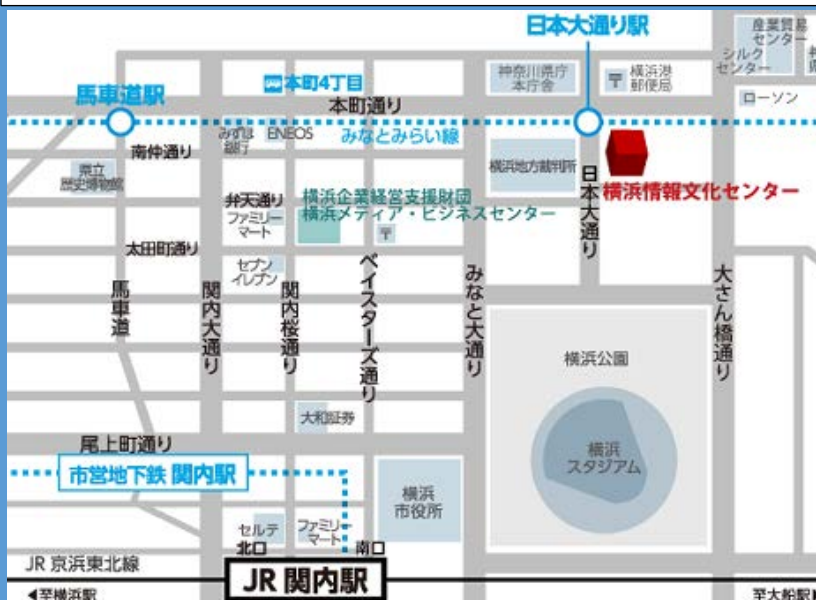 日本大通り駅
産業貿易
センター
シルク
センター
神奈川県庁
本庁舎
〒
横浜港
郵便局
ローソン
馬車道駅
本町4丁目
本町通り
みずほ
銀行
ENEOS
みなとみらい線
南仲通り
県立
歴史博物館
横浜地方裁判所
日本大通り
横浜情報文化センター
弁天通り
ファミリー
マート
横浜企業経営支援財団
横浜メディア・ビジネスセンター
〒
太田町通り
セブン
イレブン
馬車道
関内大通り
関内桜通り
ベイスターズ通り
みなと大通り
大さん橋通り
横浜公園
大和証券
横浜
スタジアム
尾上町通り
市営地下鉄 関内駅
横浜
市役所
セルテ
北口
ファミリー
マート
南口
JR 京浜東北線
JR 関内駅
◀至横浜駅
至大船駅▶